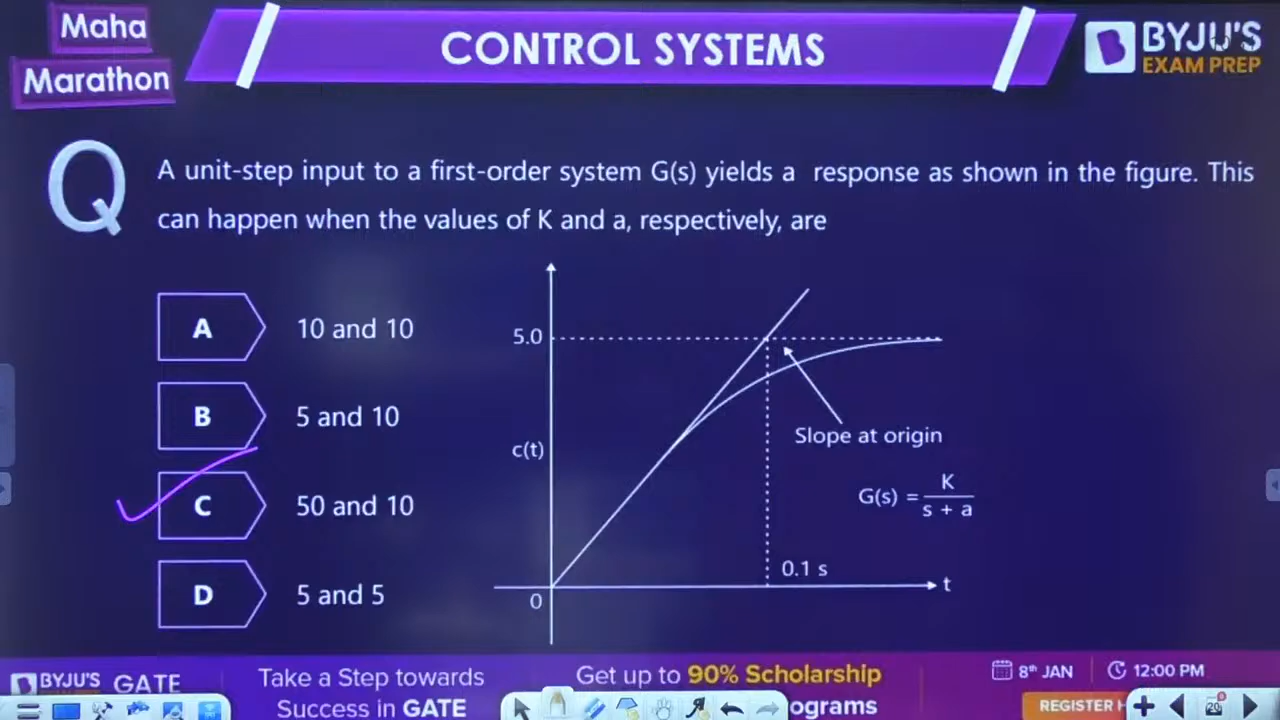 Maha
Marathon
CONTROL SYSTEMS
BYJU'S
EXAM PREP
Q
A unit-step input to a first-order system G(s) yields a response as shown in the figure. This
can happen when the values of K and a, respectively, are
A 10 and 10
B 5 and 10
C 50 and 10
D 5 and 5
5.0
c(t)
Slope at origin
G(s) = K / s + a
0.1 s
t
0
BYJU'S GATE
Take a Step towards
Success in GATE
Get up to 90% Scholarship
ograms
8th JAN
12:00 PM
REGISTER